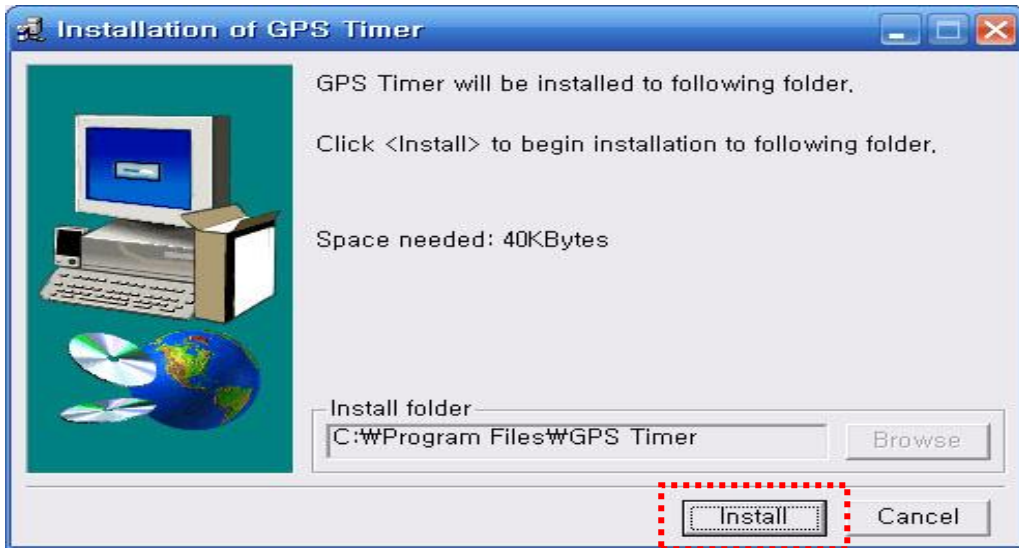 Installation of GPS Timer
GPS Timer will be installed to following folder,
Click <Install> to begin installation to following folder,
Space needed: 40KBytes
Install folder
C:₩Program Files₩GPS Timer
Browse
Install
Cancel